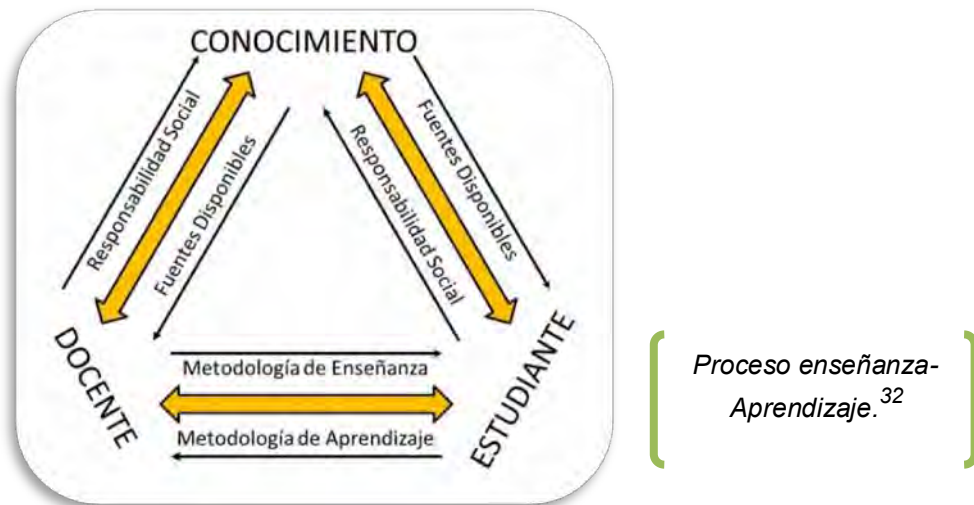 CONOCIMIENTO
Responsabilidad Social
Fuentes Disponibles
Responsabilidad Social
Fuentes Disponibles
DOCENTE
Metodología de Enseñanza
Metodología de Aprendizaje
ESTUDIANTE
Proceso enseñanza-
Aprendizaje.32